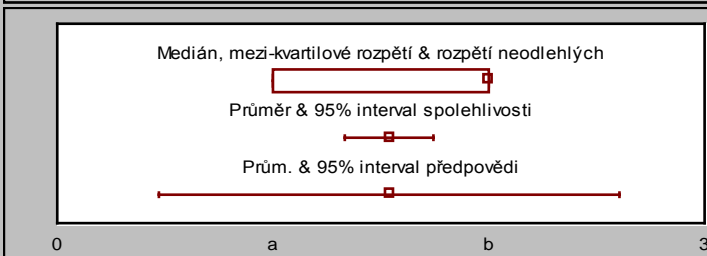 Medián, mezi-kvartilové rozpětí & rozpětí neodlehlých
Průměr & 95% interval spolehlivosti
Prům. & 95% interval předpovědi
0 a b 3